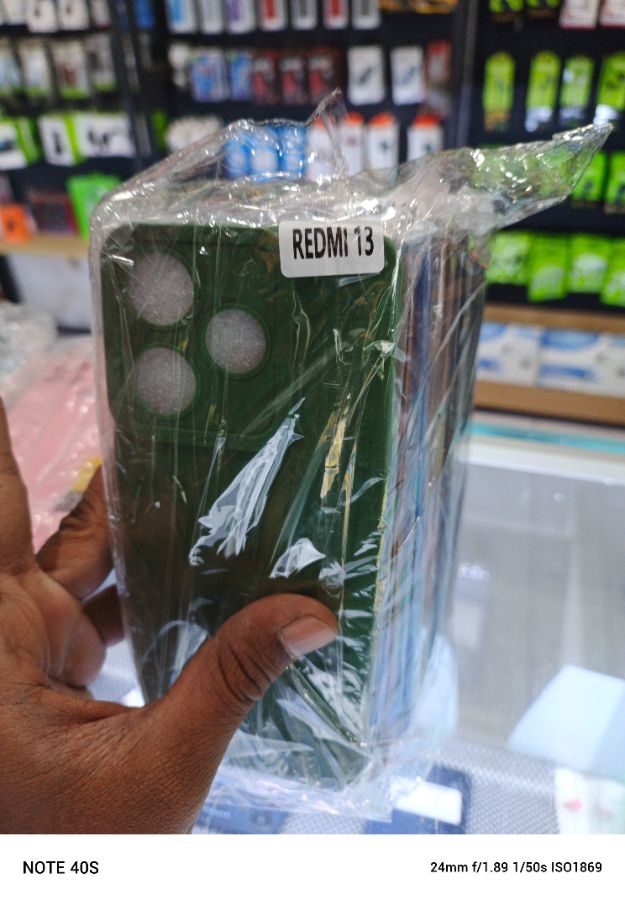 REDMI 13
NOTE 40S
24mm f/1.89 1/50s ISO1869